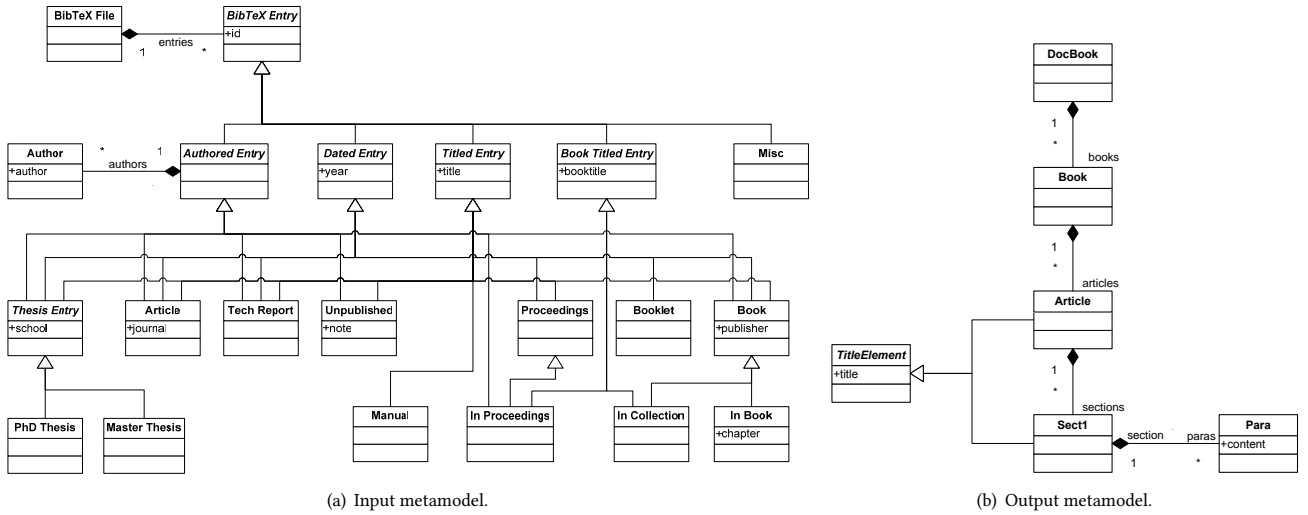 BibTeX File
BibTeX Entry
+id
entries
1 *
Author
+author
* 1
authors
Authored Entry
Dated Entry
+year
Titled Entry
+title
Book Titled Entry
+booktitle
Misc
Thesis Entry
+school
Article
+journal
Tech Report
Unpublished
+note
Proceedings
Booklet
Book
+publisher
PhD Thesis
Master Thesis
Manual
In Proceedings
In Collection
In Book
+chapter
(a) Input metamodel.
DocBook
1
*
books
Book
1
*
articles
Article
TitleElement
+title
1
*
sections
Sect1
section paras
1 *
Para
+content
(b) Output metamodel.